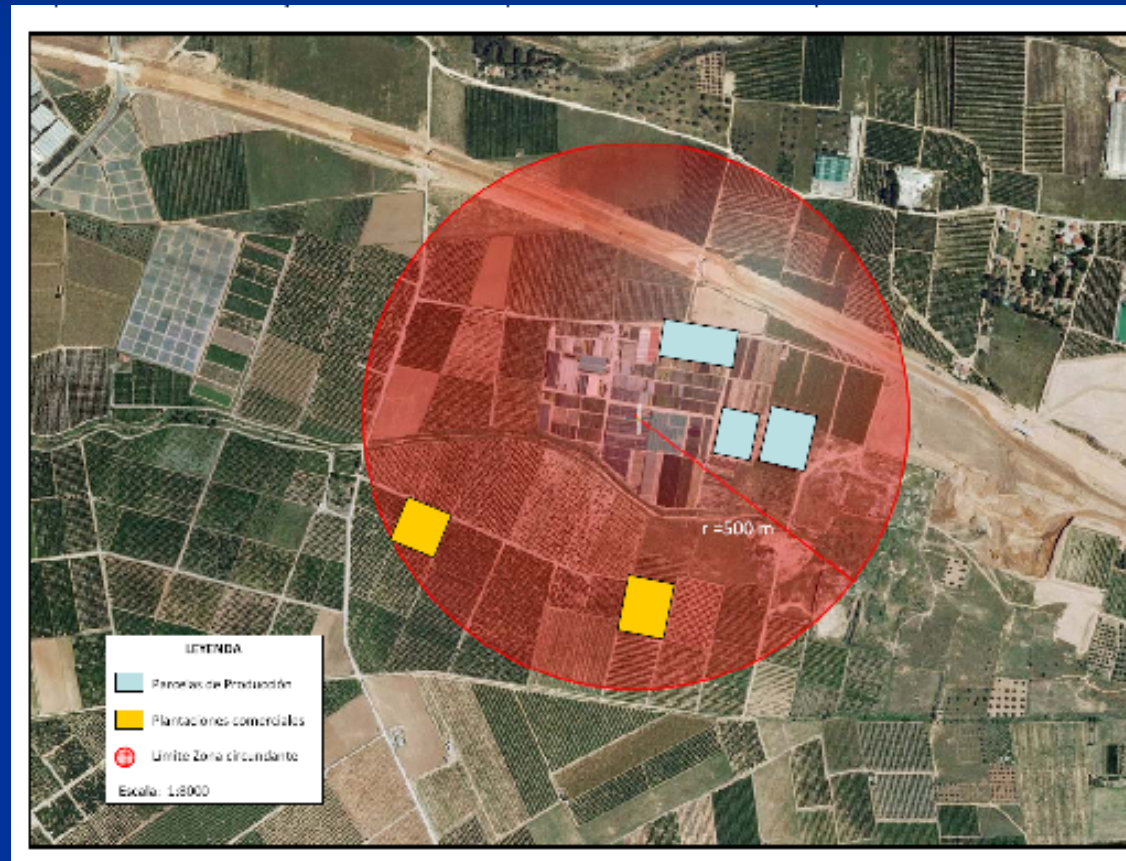 r =500 m
LEYENDA
Parcelas de Producción
Plantaciones comerciales
Limite Zona circundante
Escala: 1:8000